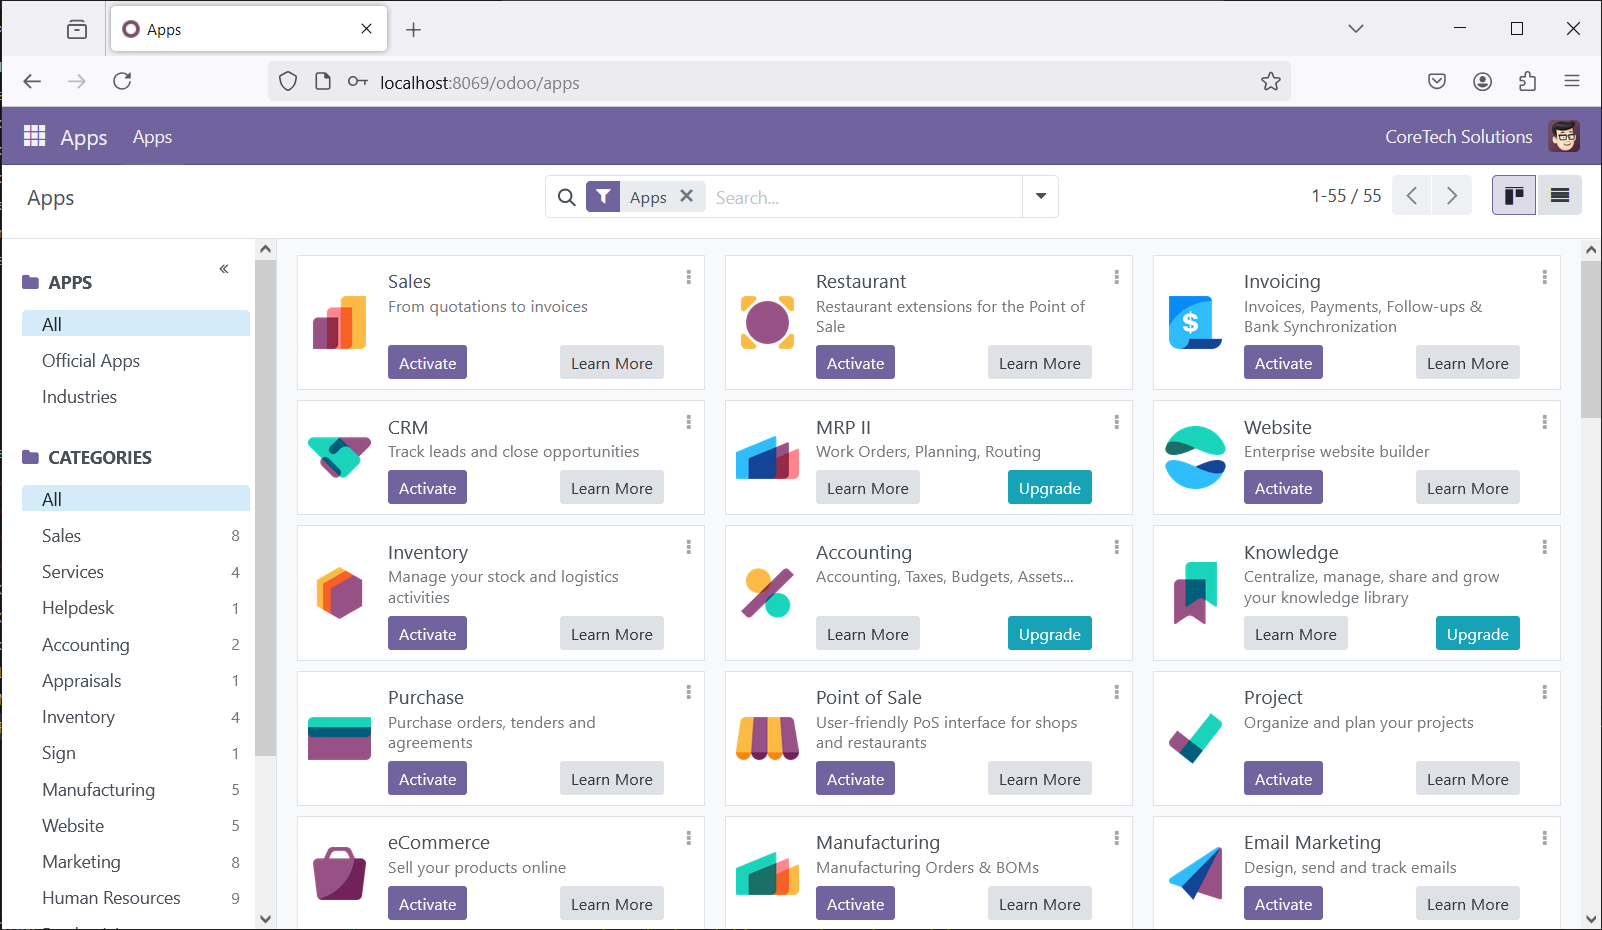 Apps
localhost:8069/odoo/apps
Apps Apps CoreTech Solutions
Apps Apps Search... 1-55 / 55
APPS
All
Official Apps
Industries
CATEGORIES
All
Sales 8
Services 4
Helpdesk 1
Accounting 2
Appraisals 1
Inventory 4
Sign 1
Manufacturing 5
Website 5
Marketing 8
Human Resources 9
Sales
From quotations to invoices
Activate Learn More
Restaurant
Restaurant extensions for the Point of
Sale
Activate Learn More
Invoicing
Invoices, Payments, Follow-ups &
Bank Synchronization
Activate Learn More
CRM
Track leads and close opportunities
Activate Learn More
MRP II
Work Orders, Planning, Routing
Learn More Upgrade
Website
Enterprise website builder
Activate Learn More
Inventory
Manage your stock and logistics
activities
Activate Learn More
Accounting
Accounting, Taxes, Budgets, Assets...
Learn More Upgrade
Knowledge
Centralize, manage, share and grow
your knowledge library
Learn More Upgrade
Purchase
Purchase orders, tenders and
agreements
Activate Learn More
Point of Sale
User-friendly PoS interface for shops
and restaurants
Activate Learn More
Project
Organize and plan your projects
Activate Learn More
eCommerce
Sell your products online
Activate Learn More
Manufacturing
Manufacturing Orders & BOMs
Activate Learn More
Email Marketing
Design, send and track emails
Activate Learn More